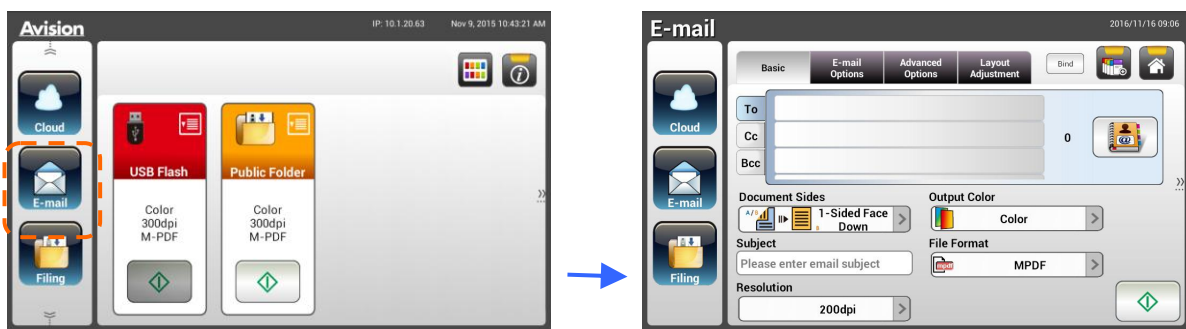 Avision
IP: 10.1.20.63
Nov 9, 2015 10:43:21 AM
Cloud
E-mail
Filing
USB Flash
Color
300dpi
M-PDF
Public Folder
Color
300dpi
M-PDF
E-mail
2016/11/16 09:06
Cloud
E-mail
Filing
Basic
E-mail
Options
Advanced
Options
Layout
Adjustment
Bind
To
Cc
Bcc
0
Document Sides
1-Sided Face
Down
Output Color
Color
Subject
Please enter email subject
File Format
MPDF
Resolution
200dpi